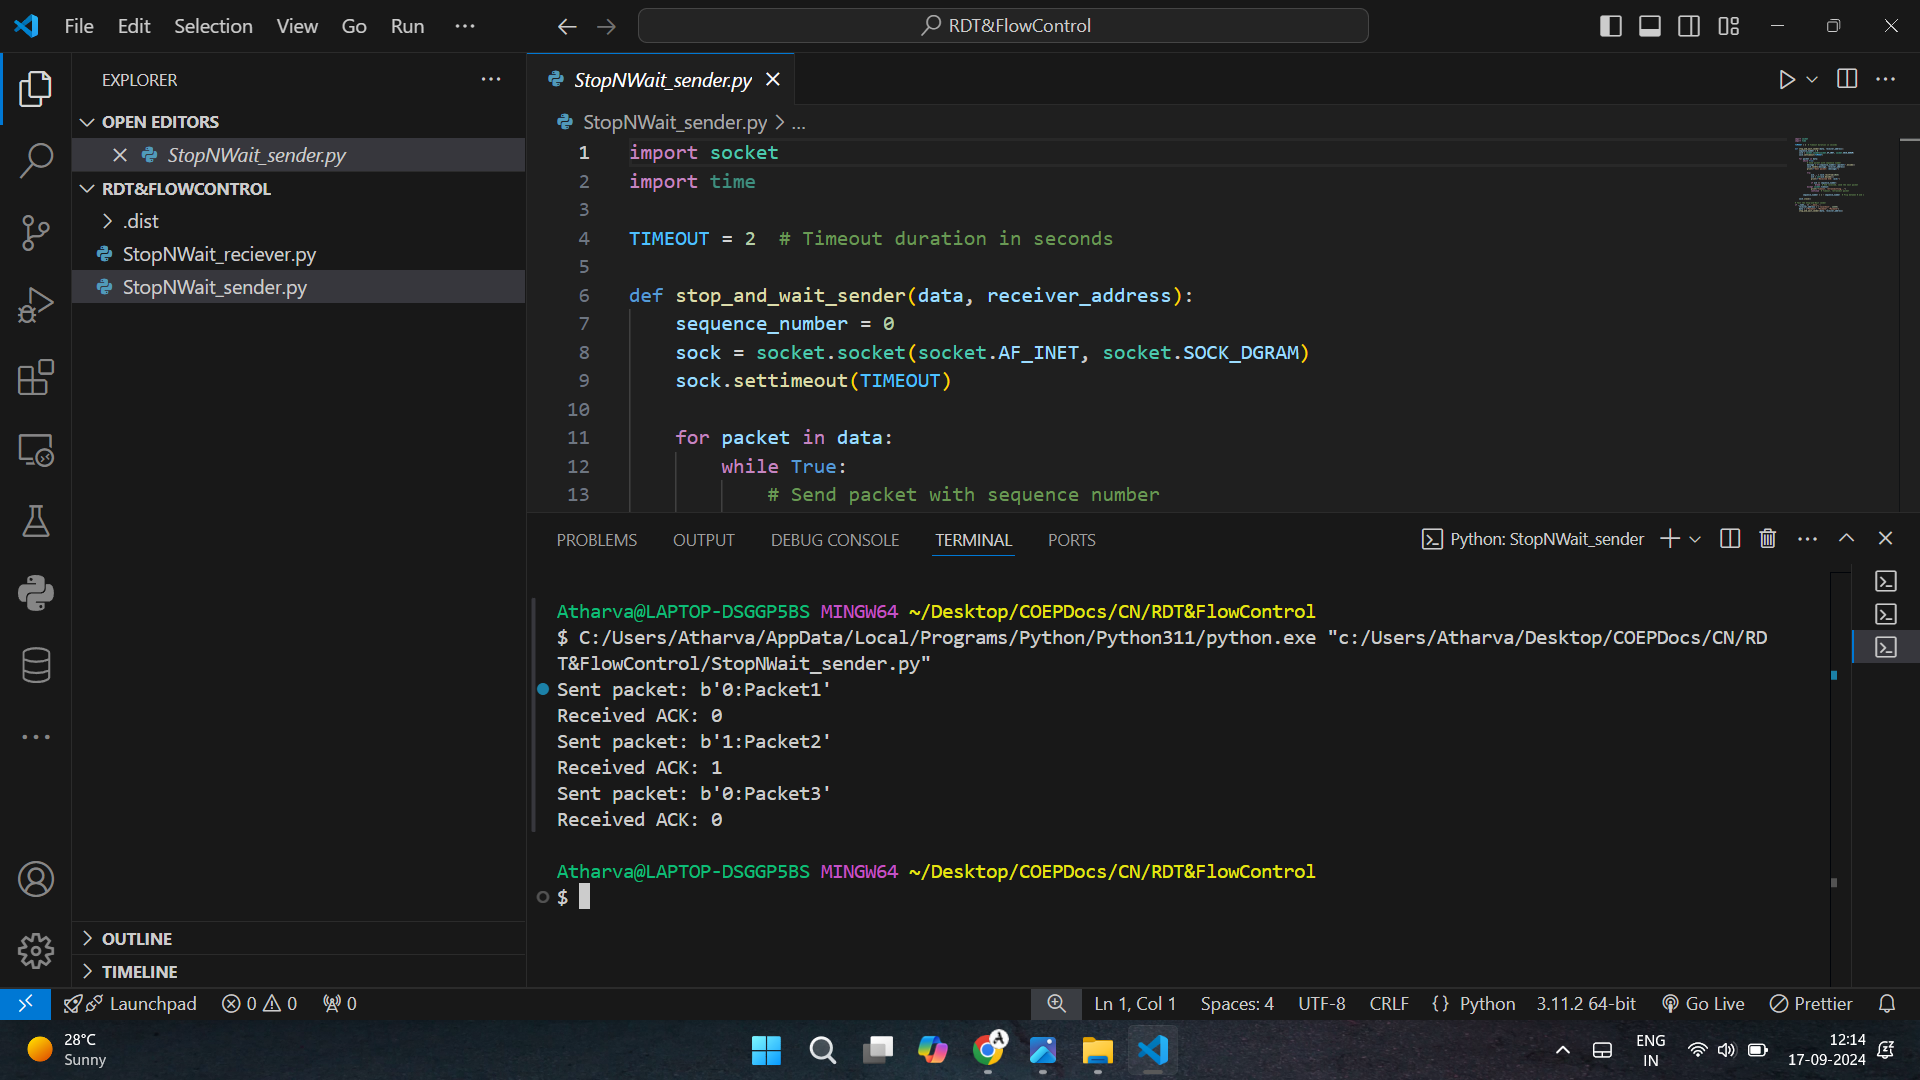 File Edit Selection View Go Run ···
RDT&FlowControl
EXPLORER
OPEN EDITORS
StopNWait_sender.py
RDT&FLOWCONTROL
.dist
StopNWait_reciever.py
StopNWait_sender.py
OUTLINE
TIMELINE
StopNWait_sender.py
StopNWait_sender.py > ...
1 import socket
2 import time
3
4 TIMEOUT = 2  # Timeout duration in seconds
5
6 def stop_and_wait_sender(data, receiver_address):
7     sequence_number = 0
8     sock = socket.socket(socket.AF_INET, socket.SOCK_DGRAM)
9     sock.settimeout(TIMEOUT)
10
11     for packet in data:
12         while True:
13             # Send packet with sequence number
PROBLEMS OUTPUT DEBUG CONSOLE TERMINAL PORTS
Python: StopNWait_sender
Atharva@LAPTOP-DSGGP5BS MINGW64 ~/Desktop/COEPDocs/CN/RDT&FlowControl
$ C:/Users/Atharva/AppData/Local/Programs/Python/Python311/python.exe "c:/Users/Atharva/Desktop/COEPDocs/CN/RD
T&FlowControl/StopNWait_sender.py"
Sent packet: b'0:Packet1'
Received ACK: 0
Sent packet: b'1:Packet2'
Received ACK: 1
Sent packet: b'0:Packet3'
Received ACK: 0
Atharva@LAPTOP-DSGGP5BS MINGW64 ~/Desktop/COEPDocs/CN/RDT&FlowControl
$
Launchpad 0 0 0 Ln 1, Col 1 Spaces: 4 UTF-8 CRLF {} Python 3.11.2 64-bit Go Live Prettier
28°C
Sunny
A
ENG
IN
12:14
17-09-2024